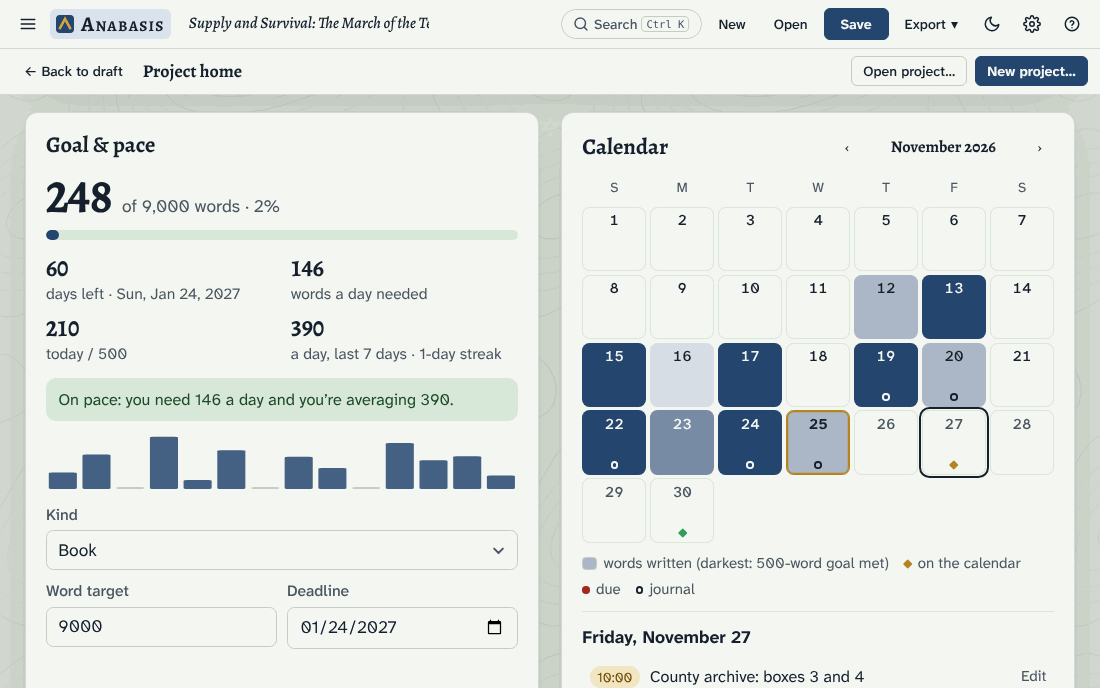 ANABASIS
Supply and Survival: The March of the Te
Search Ctrl K
New
Open
Save
Export ▾
← Back to draft
Project home
Open project…
New project…
Goal & pace
248 of 9,000 words · 2%
60
days left · Sun, Jan 24, 2027
146
words a day needed
210
today / 500
390
a day, last 7 days · 1-day streak
On pace: you need 146 a day and you’re averaging 390.
Kind
Book
Word target
9000
Deadline
01/24/2027
Calendar
‹ November 2026 ›
S M T W T F S
1 2 3 4 5 6 7
8 9 10 11 12 13 14
15 16 17 18 19 20 21
22 23 24 25 26 27 28
29 30
words written (darkest: 500-word goal met)
on the calendar
due
journal
Friday, November 27
10:00 County archive: boxes 3 and 4 Edit